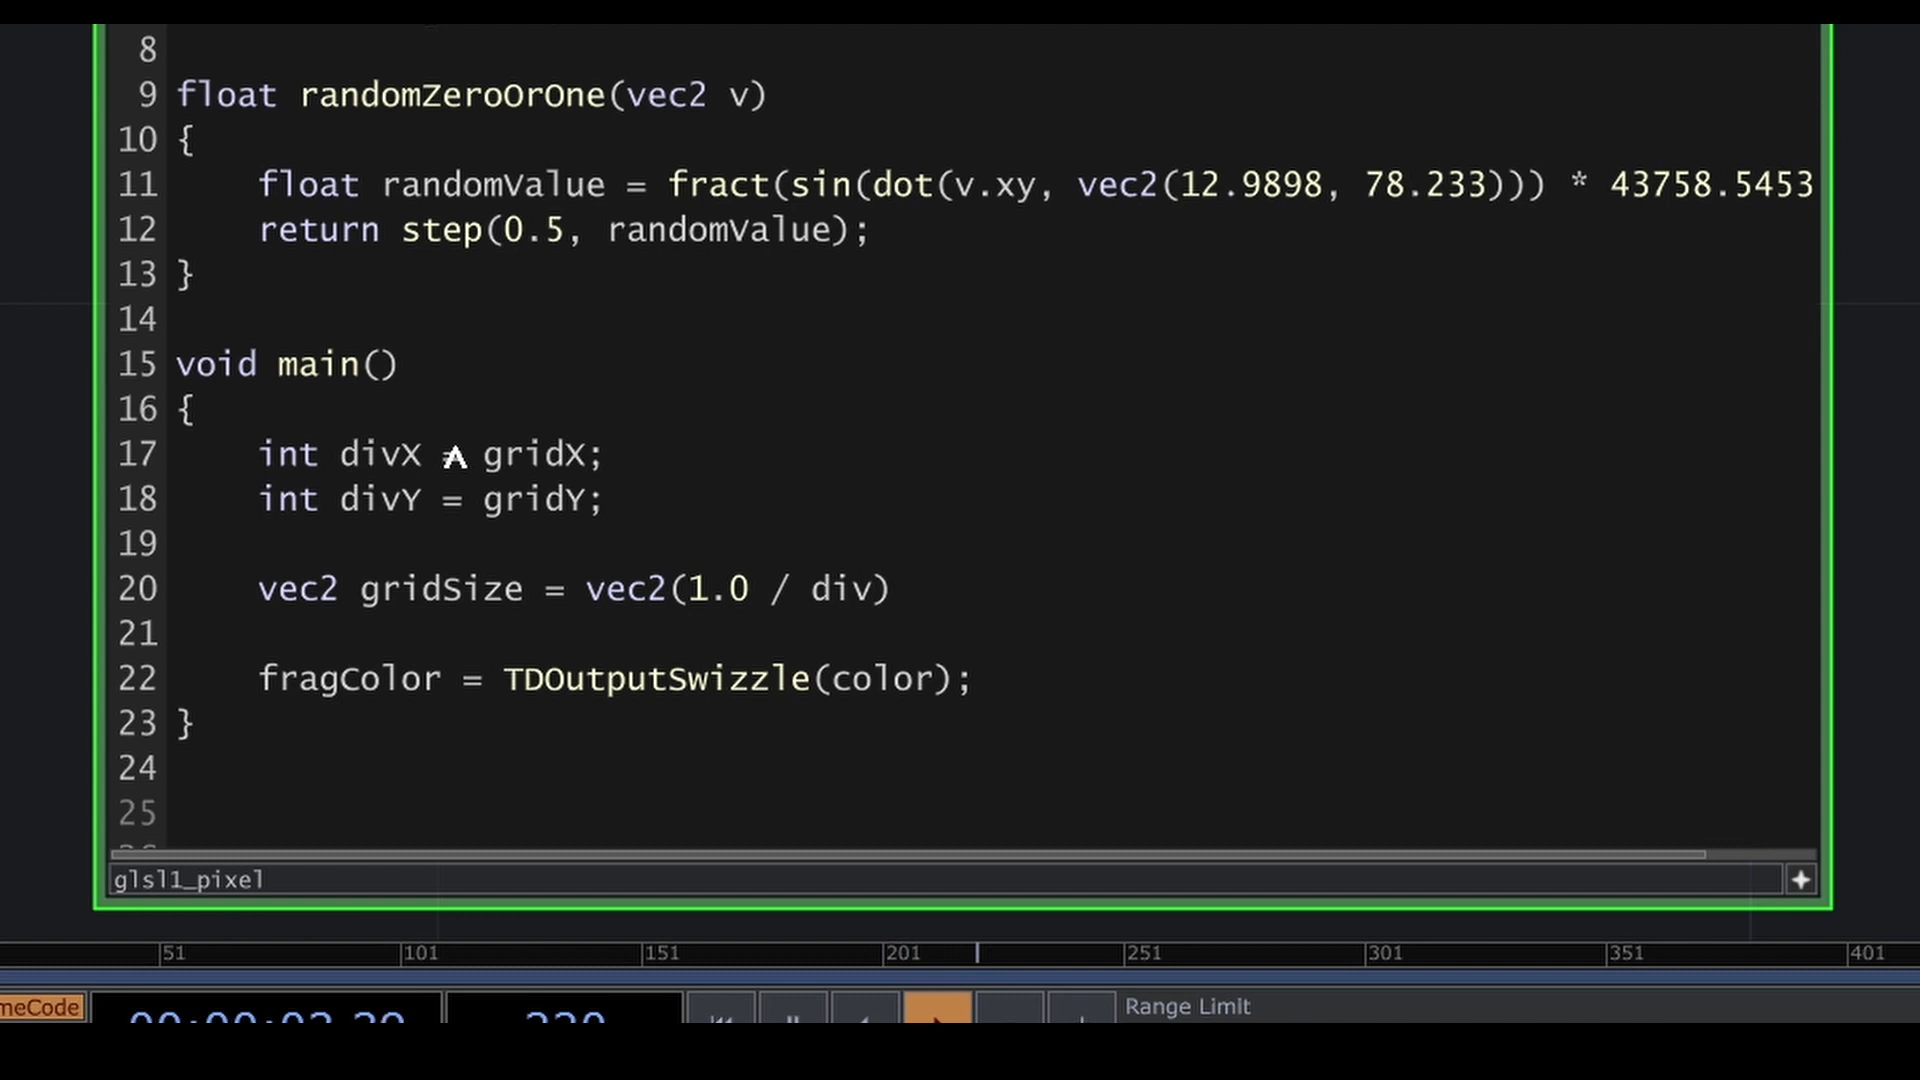 8
9 float randomZeroOrOne(vec2 v)
10 {
11 float randomValue = fract(sin(dot(v.xy, vec2(12.9898, 78.233))) * 43758.5453
12 return step(0.5, randomValue);
13 }
14
15 void main()
16 {
17 int divX = gridX;
18 int divY = gridY;
19
20 vec2 gridSize = vec2(1.0 / div)
21
22 fragColor = TDOutputSwizzle(color);
23 }
24
25
glsl1_pixel
51 101 151 201 251 301 351 401
meCode Range Limit